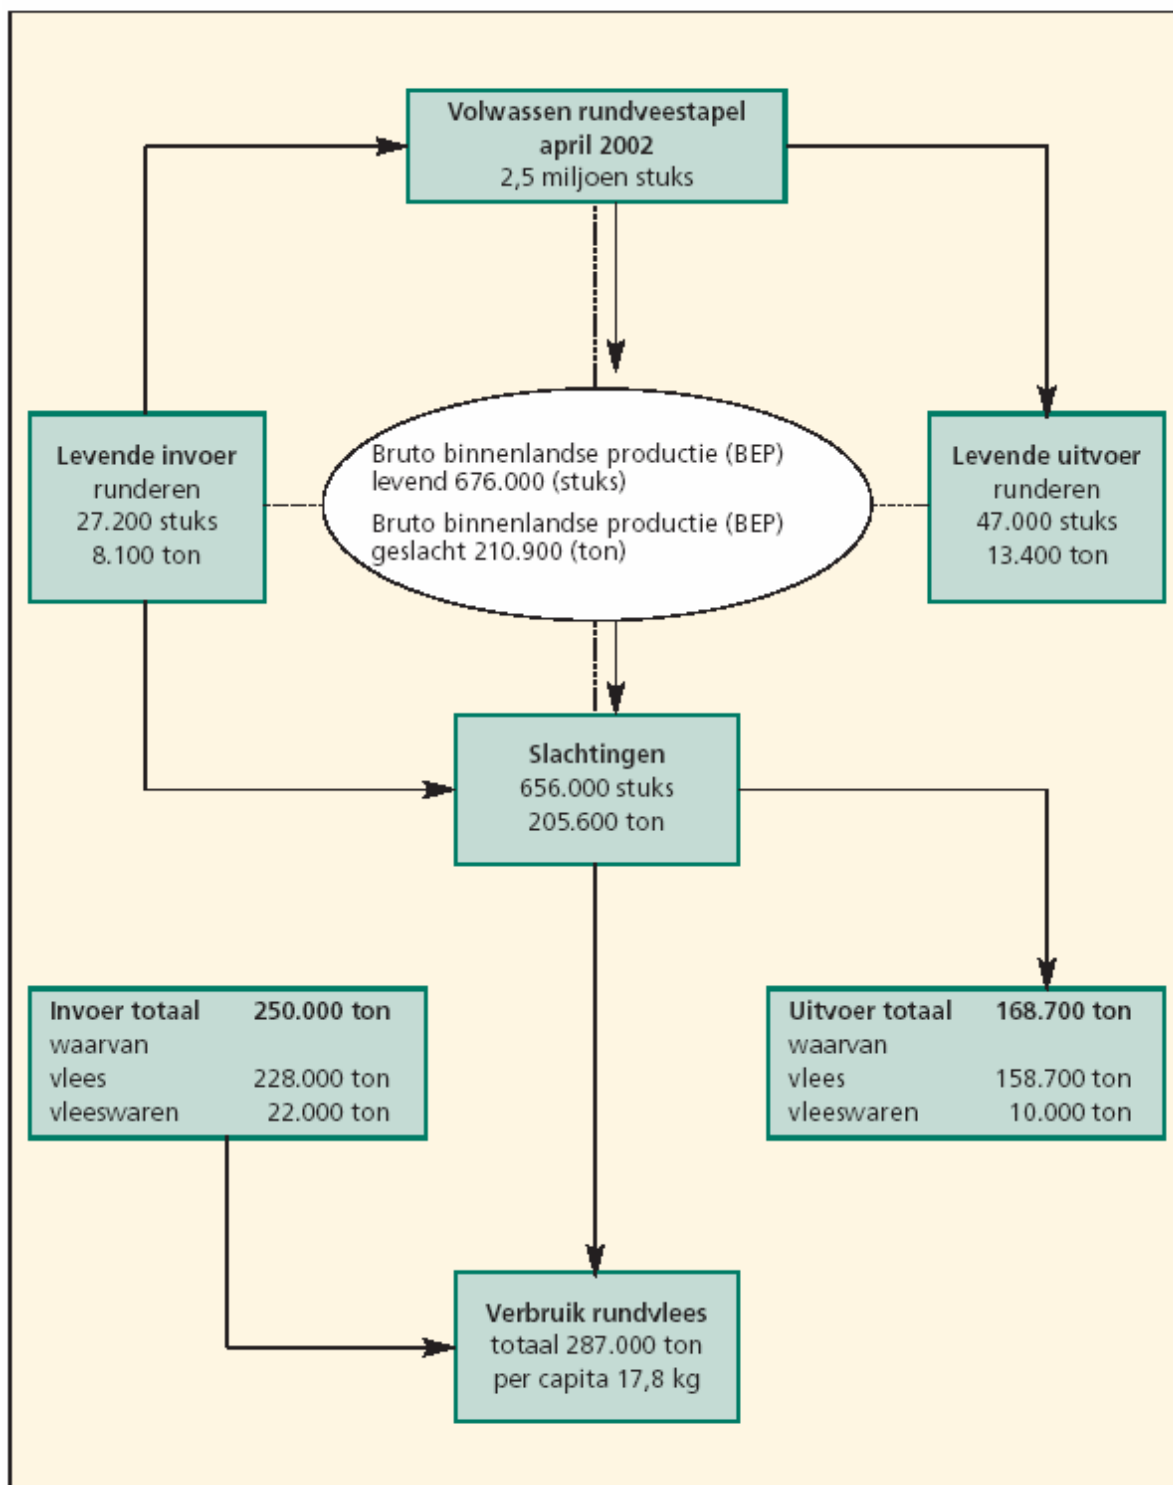 Volwassen rundveestapel
april 2002
2,5 miljoen stuks
Levende invoer
runderen
27.200 stuks
8.100 ton
Bruto binnenlandse productie (BEP)
levend 676.000 (stuks)
Bruto binnenlandse productie (BEP)
geslacht 210.900 (ton)
Levende uitvoer
runderen
47.000 stuks
13.400 ton
Slachtingen
656.000 stuks
205.600 ton
Invoer totaal 250.000 ton
waarvan
vlees 228.000 ton
vleeswaren 22.000 ton
Uitvoer totaal 168.700 ton
waarvan
vlees 158.700 ton
vleeswaren 10.000 ton
Verbruik rundvlees
totaal 287.000 ton
per capita 17,8 kg